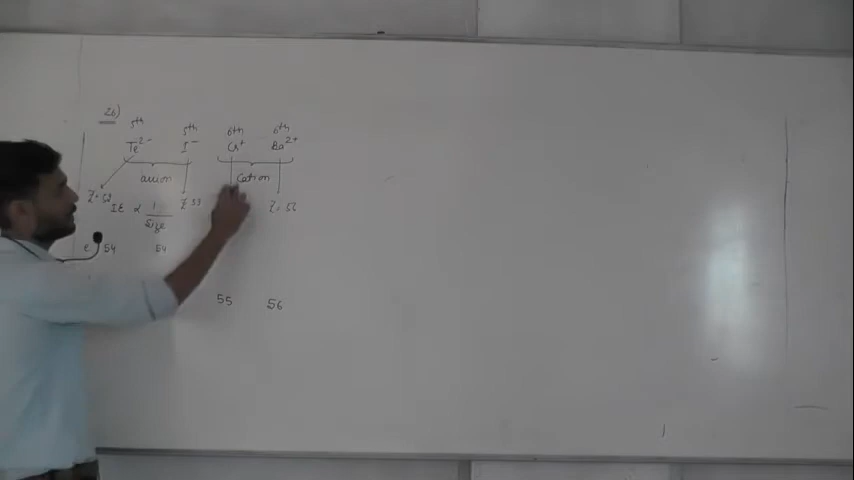 26)
5th 5th 6th 6th
Te2- I- Cs+ Ba2+
anion Cation
Z=52 IE ∝ 1/Size Z 53 Z= 56
e 54 54
55 56